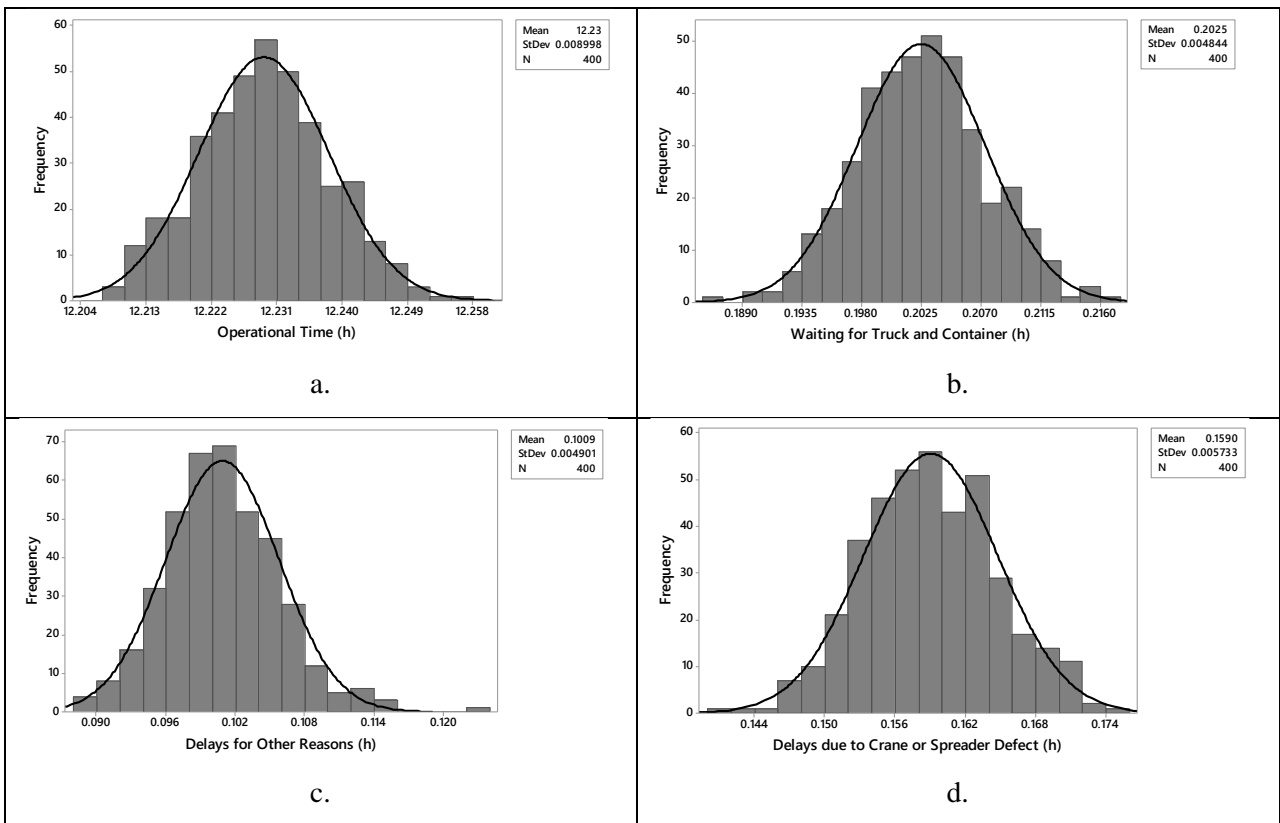 60
50
40
30
20
10
0
Frequency
12.204 12.213 12.222 12.231 12.240 12.249 12.258
Operational Time (h)
Mean 12.23
StDev 0.008998
N 400
a.
50
40
30
20
10
0
Frequency
0.1890 0.1935 0.1980 0.2025 0.2070 0.2115 0.2160
Waiting for Truck and Container (h)
Mean 0.2025
StDev 0.004844
N 400
b.
70
60
50
40
30
20
10
0
Frequency
0.090 0.096 0.102 0.108 0.114 0.120
Delays for Other Reasons (h)
Mean 0.1009
StDev 0.004901
N 400
c.
60
50
40
30
20
10
0
Frequency
0.144 0.150 0.156 0.162 0.168 0.174
Delays due to Crane or Spreader Defect (h)
Mean 0.1590
StDev 0.005733
N 400
d.